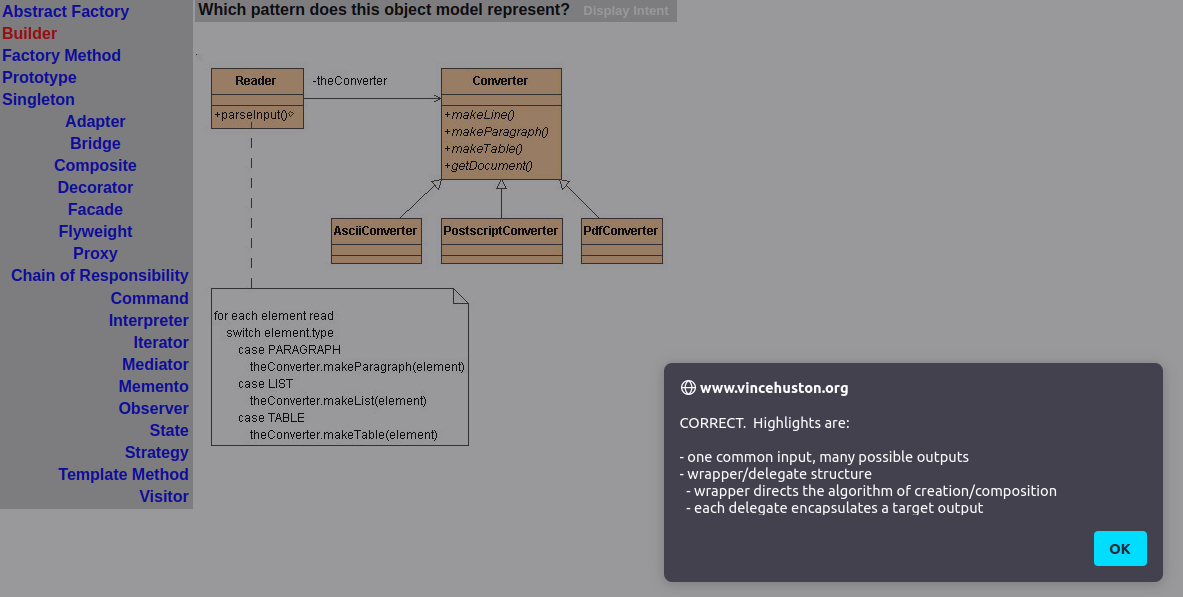 Abstract Factory
Builder
Factory Method
Prototype
Singleton
Adapter
Bridge
Composite
Decorator
Facade
Flyweight
Proxy
Chain of Responsibility
Command
Interpreter
Iterator
Mediator
Memento
Observer
State
Strategy
Template Method
Visitor
Which pattern does this object model represent? Display Intent
Reader
+parseInput()
-theConverter
Converter
+makeLine()
+makeParagraph()
+makeTable()
+getDocument()
AsciiConverter
PostscriptConverter
PdfConverter
for each element read
switch element.type
case PARAGRAPH
theConverter.makeParagraph(element)
case LIST
theConverter.makeList(element)
case TABLE
theConverter.makeTable(element)
www.vincehuston.org
CORRECT. Highlights are:
- one common input, many possible outputs
- wrapper/delegate structure
- wrapper directs the algorithm of creation/composition
- each delegate encapsulates a target output
OK